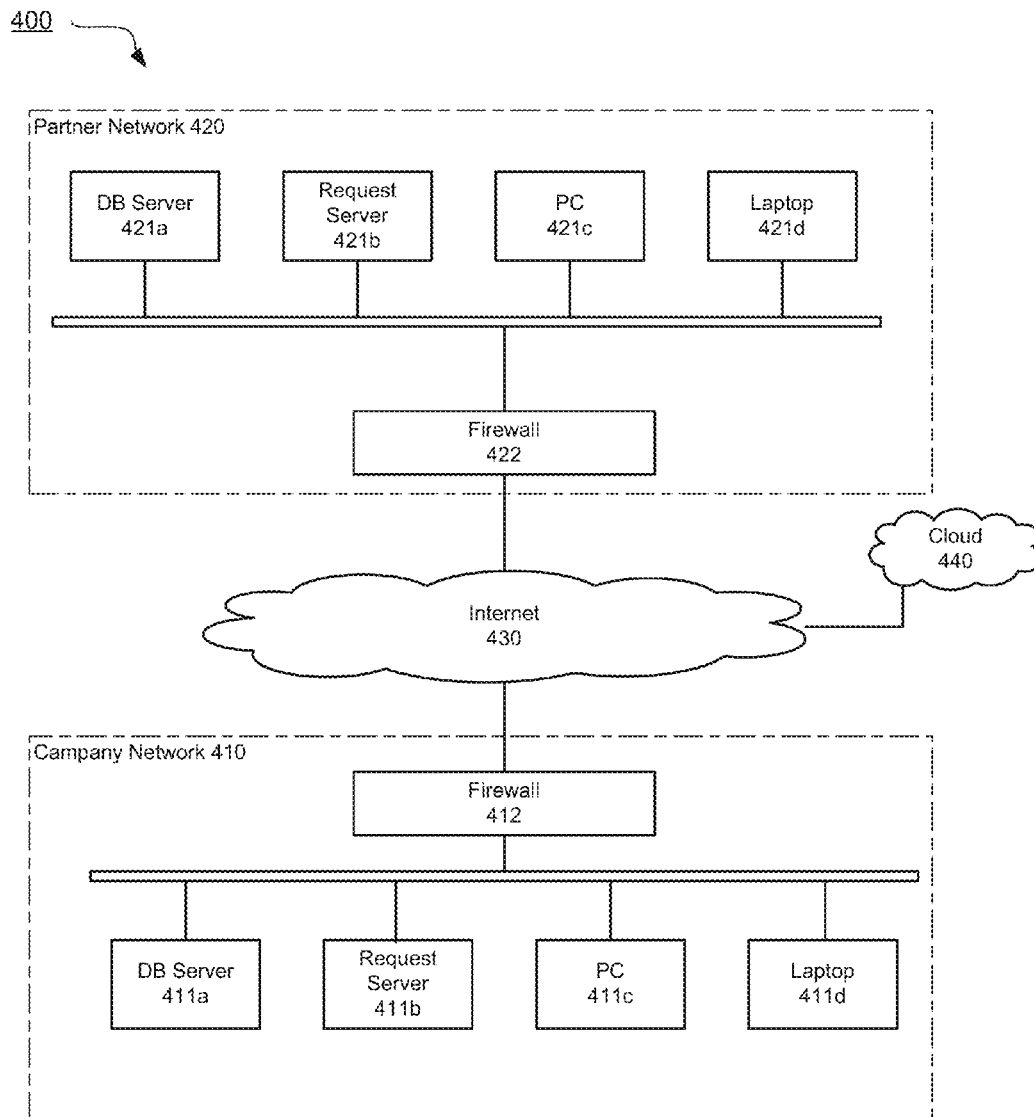 400
Partner Network 420
DB Server
421a
Request
Server
421b
PC
421c
Laptop
421d
Firewall
422
Cloud
440
Internet
430
Campany Network 410
Firewall
412
DB Server
411a
Request
Server
411b
PC
411c
Laptop
411d